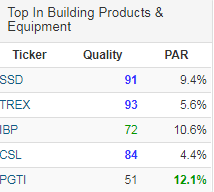 Top In Building Products &
Equipment
Ticker Quality PAR
SSD 91 9.4%
TREX 93 5.6%
IBP 72 10.6%
CSL 84 4.4%
PGTI 51 12.1%